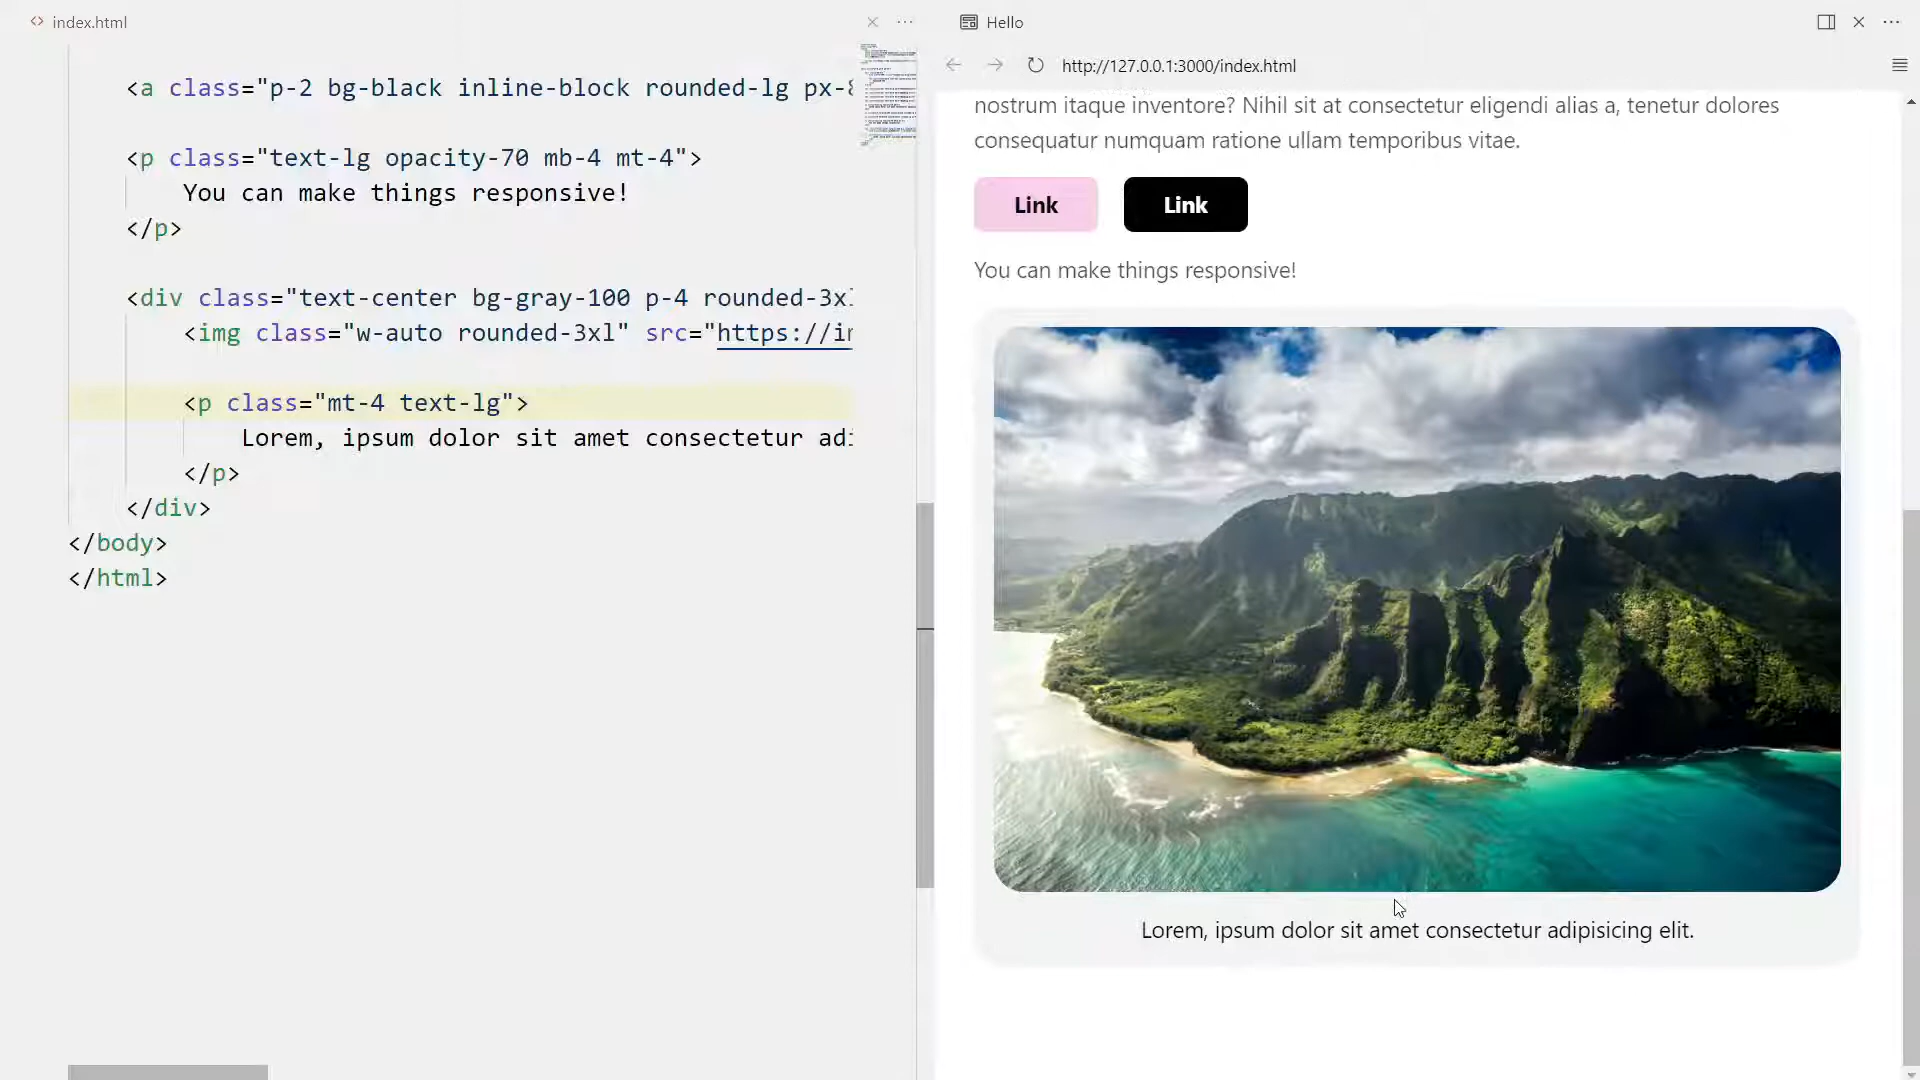 index.html
<a class="p-2 bg-black inline-block rounded-lg px-8
<p class="text-lg opacity-70 mb-4 mt-4">
You can make things responsive!
</p>
<div class="text-center bg-gray-100 p-4 rounded-3xl
<img class="w-auto rounded-3xl" src="https://im
<p class="mt-4 text-lg">
Lorem, ipsum dolor sit amet consectetur adi
</p>
</div>
</body>
</html>
Hello
http://127.0.0.1:3000/index.html
nostrum itaque inventore? Nihil sit at consectetur eligendi alias a, tenetur dolores
consequatur numquam ratione ullam temporibus vitae.
Link Link
You can make things responsive!
Lorem, ipsum dolor sit amet consectetur adipisicing elit.